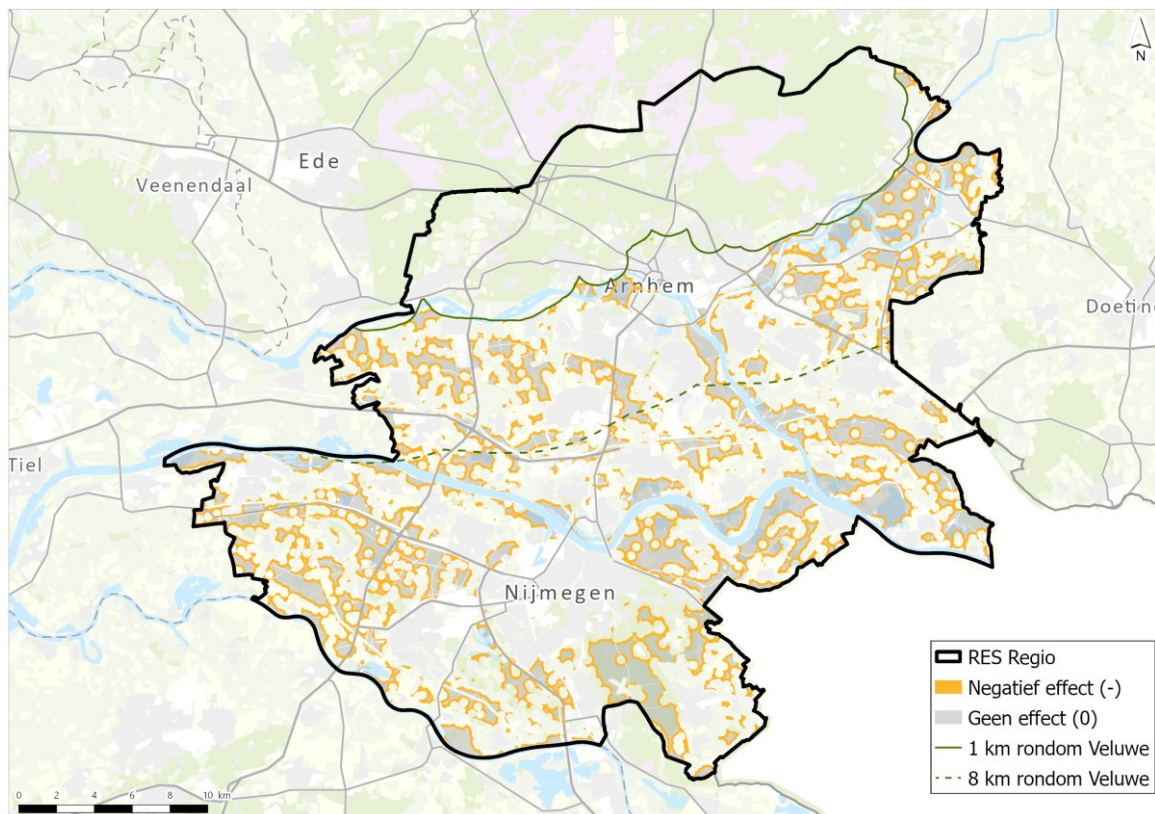 N
Ede
Veenendaal
Arnhem
Doetinc
Tiel
Nijmegen
RES Regio
Negatief effect (-)
Geen effect (0)
1 km rondom Veluwe
8 km rondom Veluwe
0 2 4 6 8 10 km